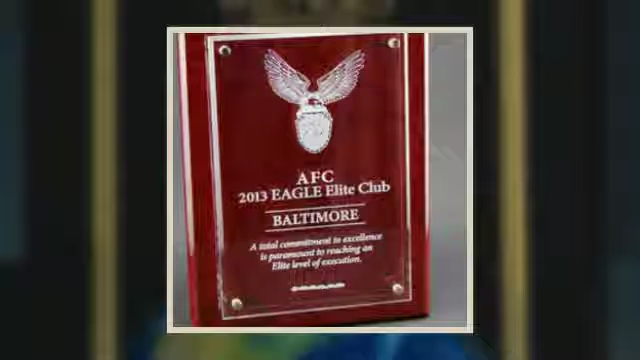 AFC
2013 EAGLE Elite Club
BALTIMORE
A total commitment to excellence
is paramount to reaching an
Elite level of execution.